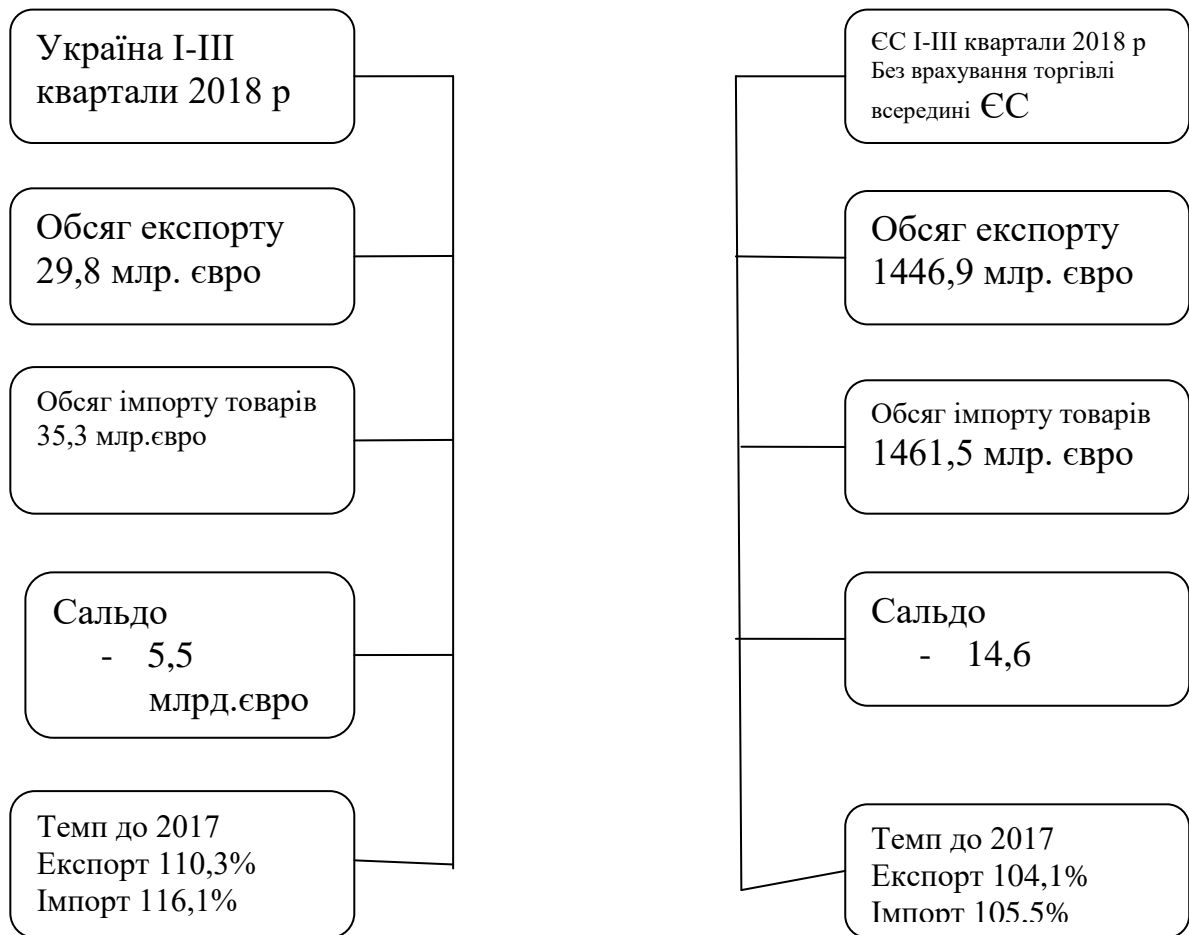 Україна І-ІІІ
квартали 2018 р
Обсяг експорту
29,8 млр. євро
Обсяг імпорту товарів
35,3 млр.євро
Сальдо
- 5,5
млрд.євро
Темп до 2017
Експорт 110,3%
Імпорт 116,1%
ЄС І-ІІІ квартали 2018 р
Без врахування торгівлі
всередині ЄС
Обсяг експорту
1446,9 млр. євро
Обсяг імпорту товарів
1461,5 млр. євро
Сальдо
- 14,6
Темп до 2017
Експорт 104,1%
Імпорт 105,5%